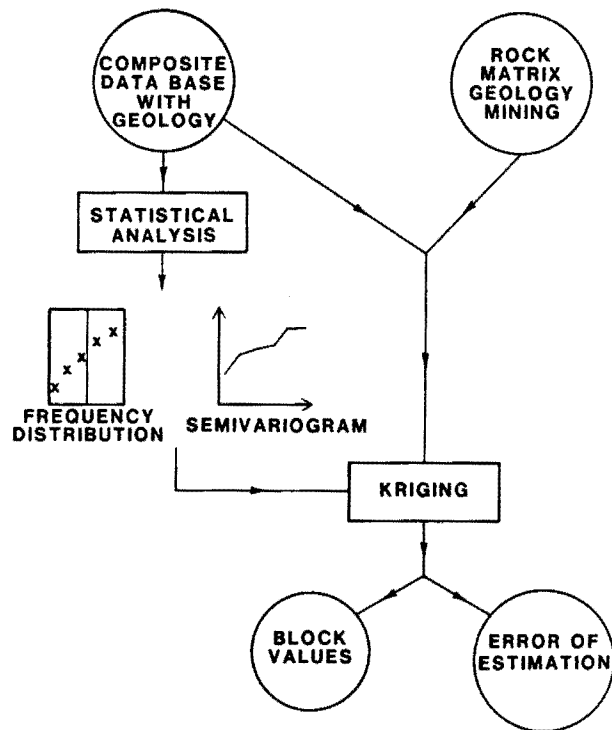 COMPOSITE
DATA BASE
WITH
GEOLOGY
ROCK
MATRIX
GEOLOGY
MINING
STATISTICAL
ANALYSIS
x x x x x
FREQUENCY
DISTRIBUTION
SEMIVARIOGRAM
KRIGING
BLOCK
VALUES
ERROR OF
ESTIMATION